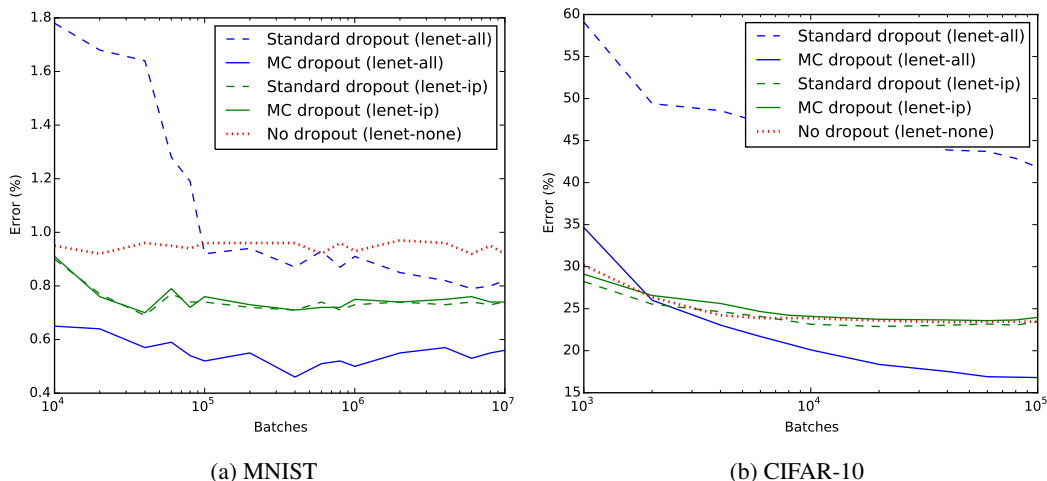 1.8
1.6
1.4
1.2
1.0
0.8
0.6
0.4
Error (%)
10^4
10^5
10^6
10^7
Batches
Standard dropout (lenet-all)
MC dropout (lenet-all)
Standard dropout (lenet-ip)
MC dropout (lenet-ip)
No dropout (lenet-none)
(a) MNIST
60
55
50
45
40
35
30
25
20
15
Error (%)
10^3
10^4
10^5
Batches
Standard dropout (lenet-all)
MC dropout (lenet-all)
Standard dropout (lenet-ip)
MC dropout (lenet-ip)
No dropout (lenet-none)
(b) CIFAR-10